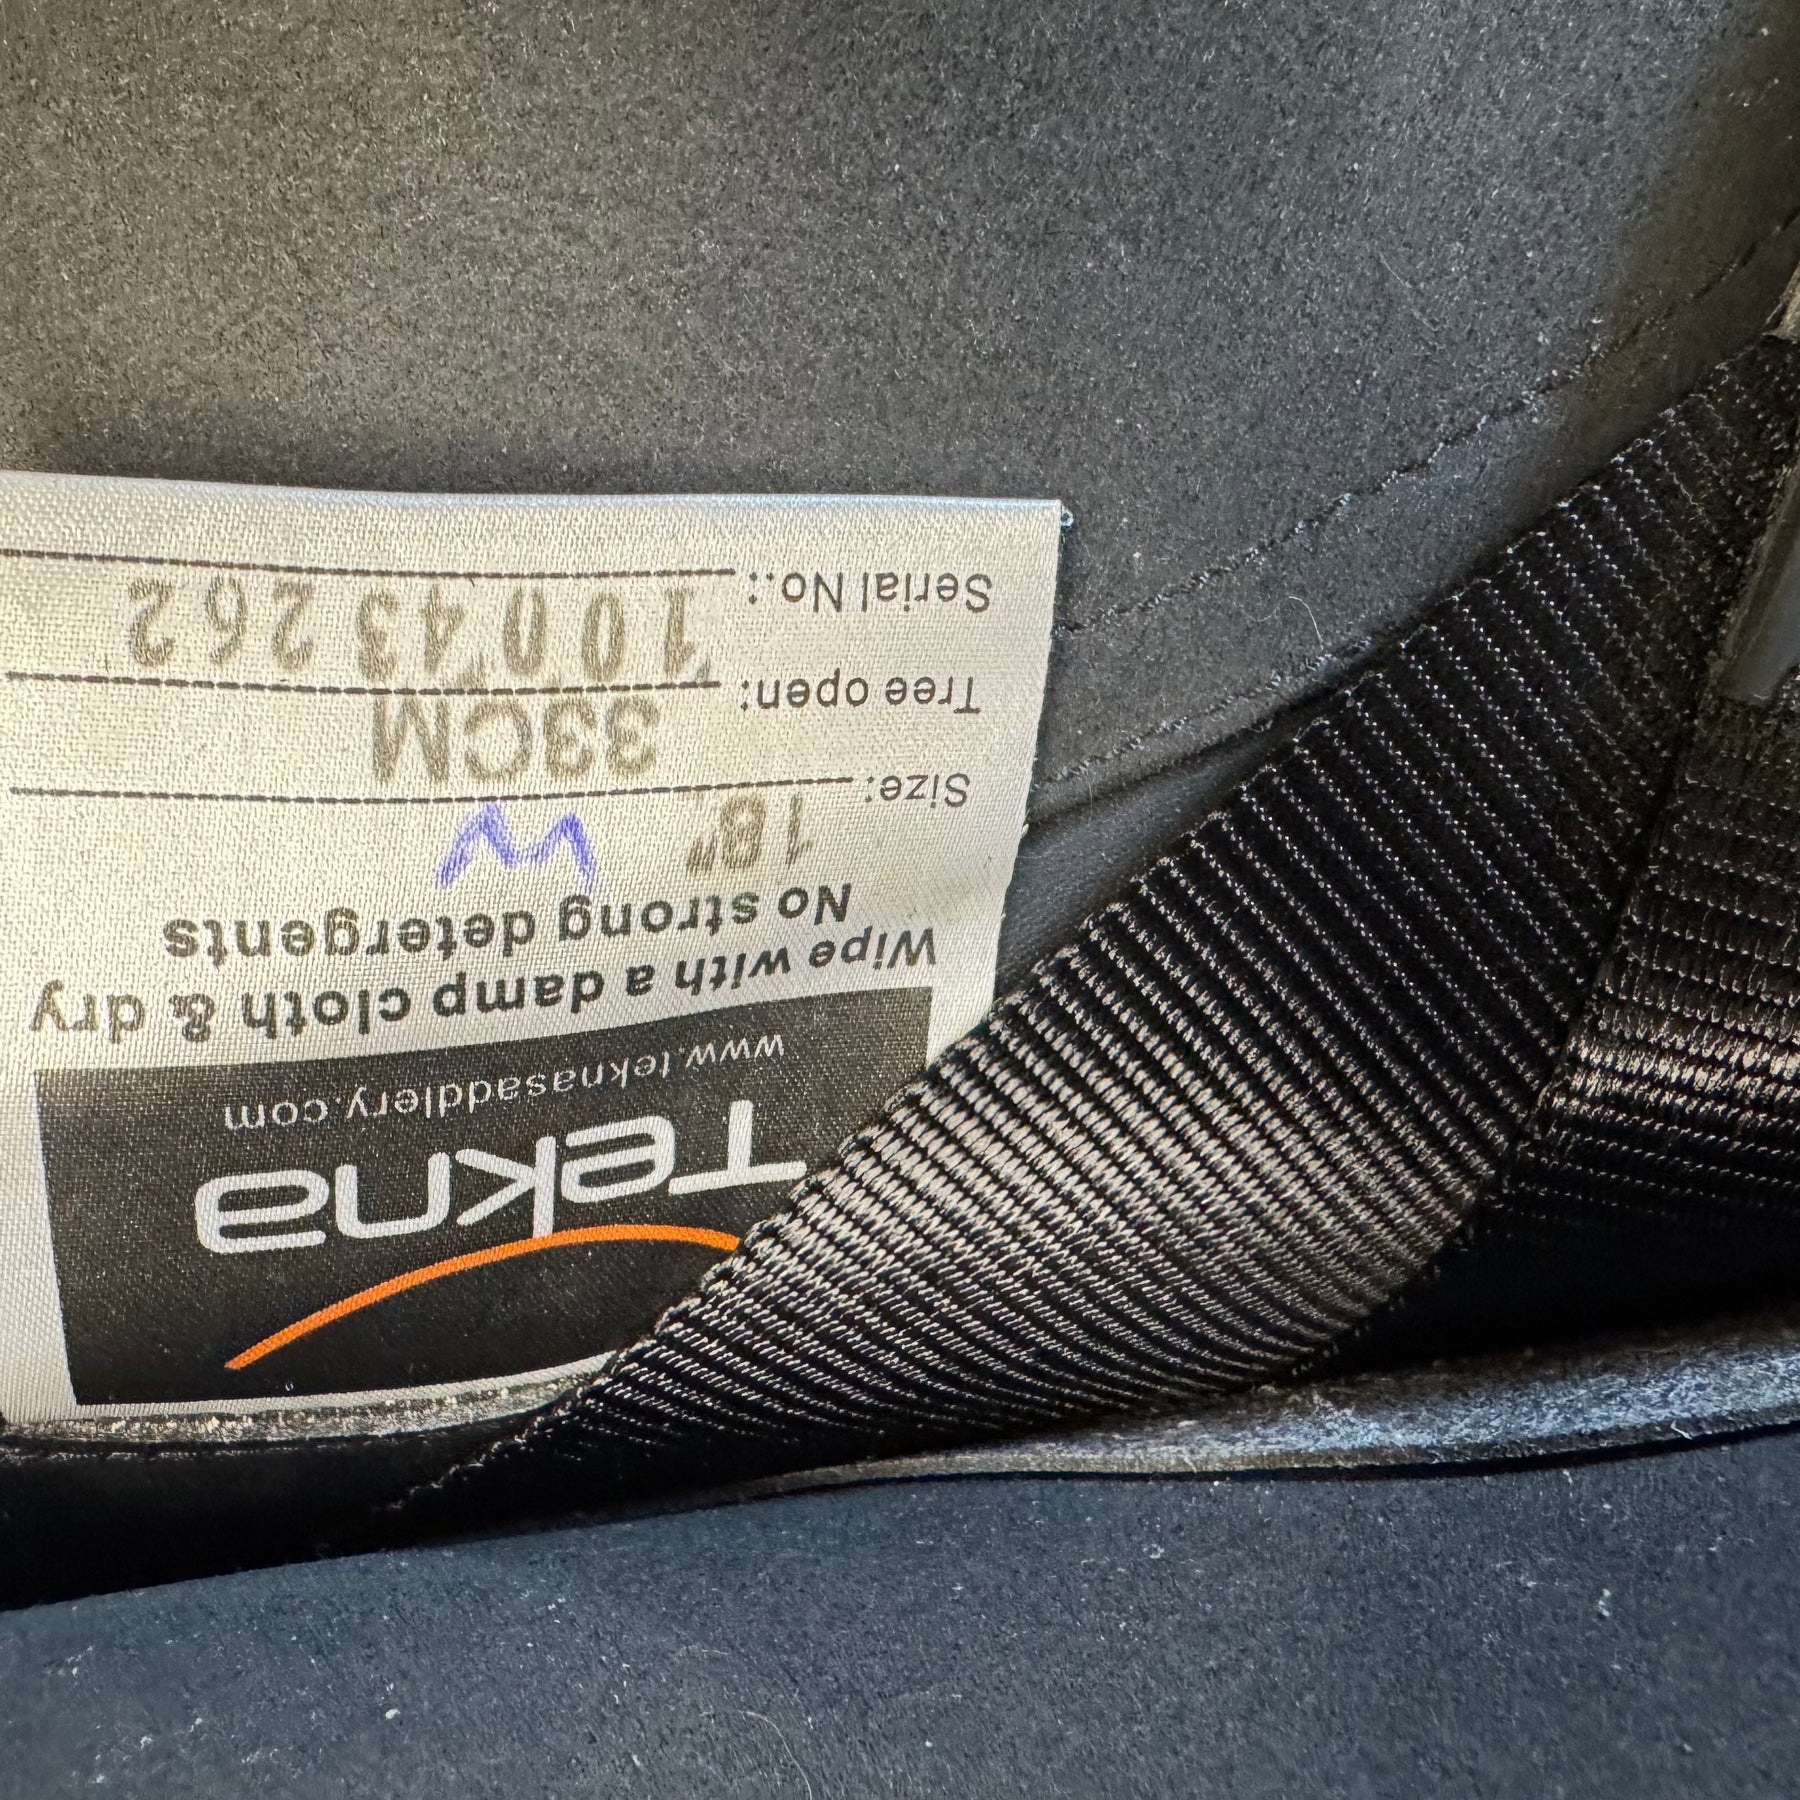 Tekna
www.teknasaddlery.com
Wipe with a damp cloth & dry
No strong detergents
Size: 18" W
Tree open: 33CM
Serial No.: 10043262